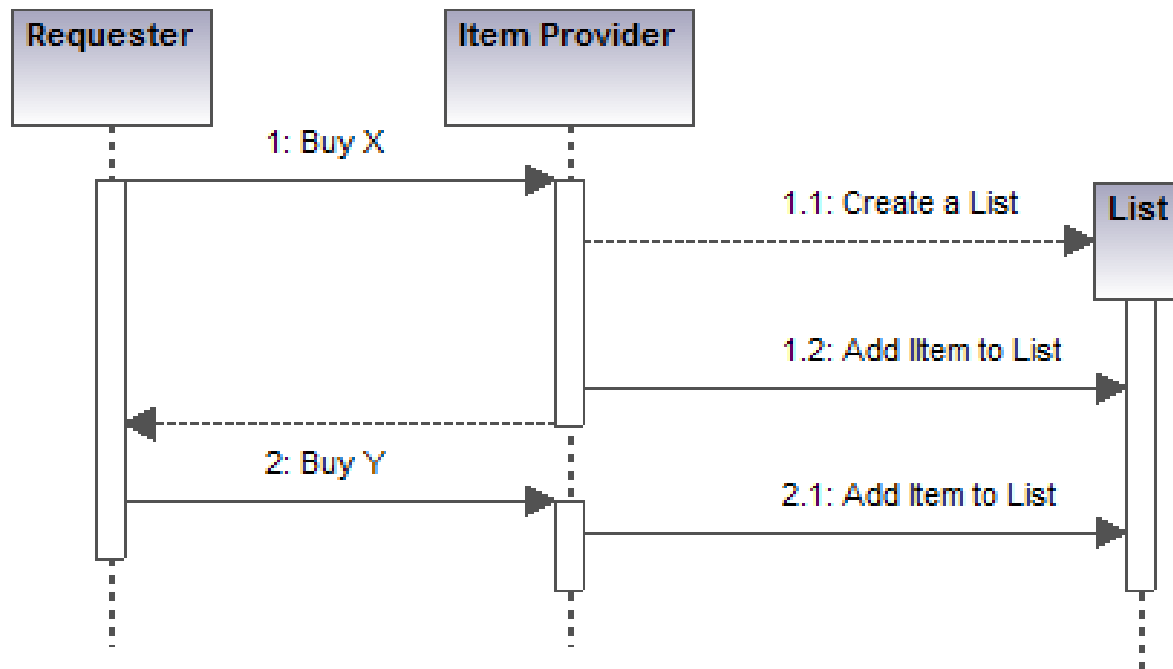 Requester
Item Provider
1: Buy X
1.1: Create a List
List
1.2: Add IItem to List
2: Buy Y
2.1: Add Item to List